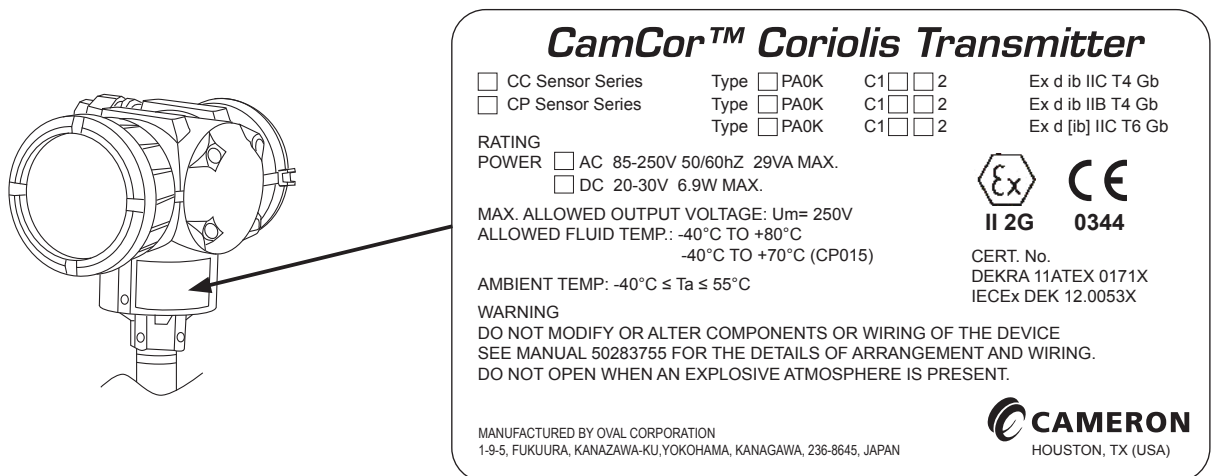 CamCor™ Coriolis Transmitter
CC Sensor Series Type PA0K C1 2 Ex d ib IIC T4 Gb
CP Sensor Series Type PA0K C1 2 Ex d ib IIB T4 Gb
Type PA0K C1 2 Ex d [ib] IIC T6 Gb
RATING
POWER AC 85-250V 50/60hZ 29VA MAX.
DC 20-30V 6.9W MAX.
Ex CE
II 2G 0344
MAX. ALLOWED OUTPUT VOLTAGE: Um= 250V
ALLOWED FLUID TEMP.: -40°C TO +80°C
-40°C TO +70°C (CP015)
AMBIENT TEMP: -40°C ≤ Ta ≤ 55°C
CERT. No.
DEKRA 11ATEX 0171X
IECEx DEK 12.0053X
WARNING
DO NOT MODIFY OR ALTER COMPONENTS OR WIRING OF THE DEVICE
SEE MANUAL 50283755 FOR THE DETAILS OF ARRANGEMENT AND WIRING.
DO NOT OPEN WHEN AN EXPLOSIVE ATMOSPHERE IS PRESENT.
MANUFACTURED BY OVAL CORPORATION
1-9-5, FUKUURA, KANAZAWA-KU,YOKOHAMA, KANAGAWA, 236-8645, JAPAN
CAMERON
HOUSTON, TX (USA)